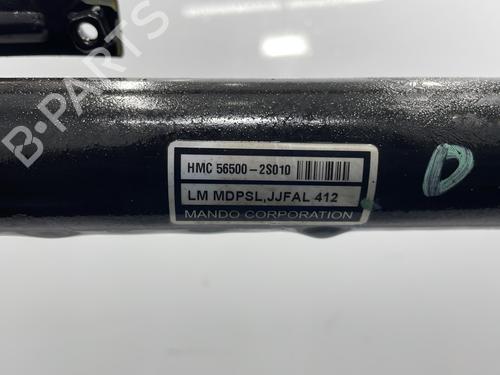 B-PARTS
HMC 56500-2S010
LM MDPSL,JJFAL 412
MANDO CORPORATION
D